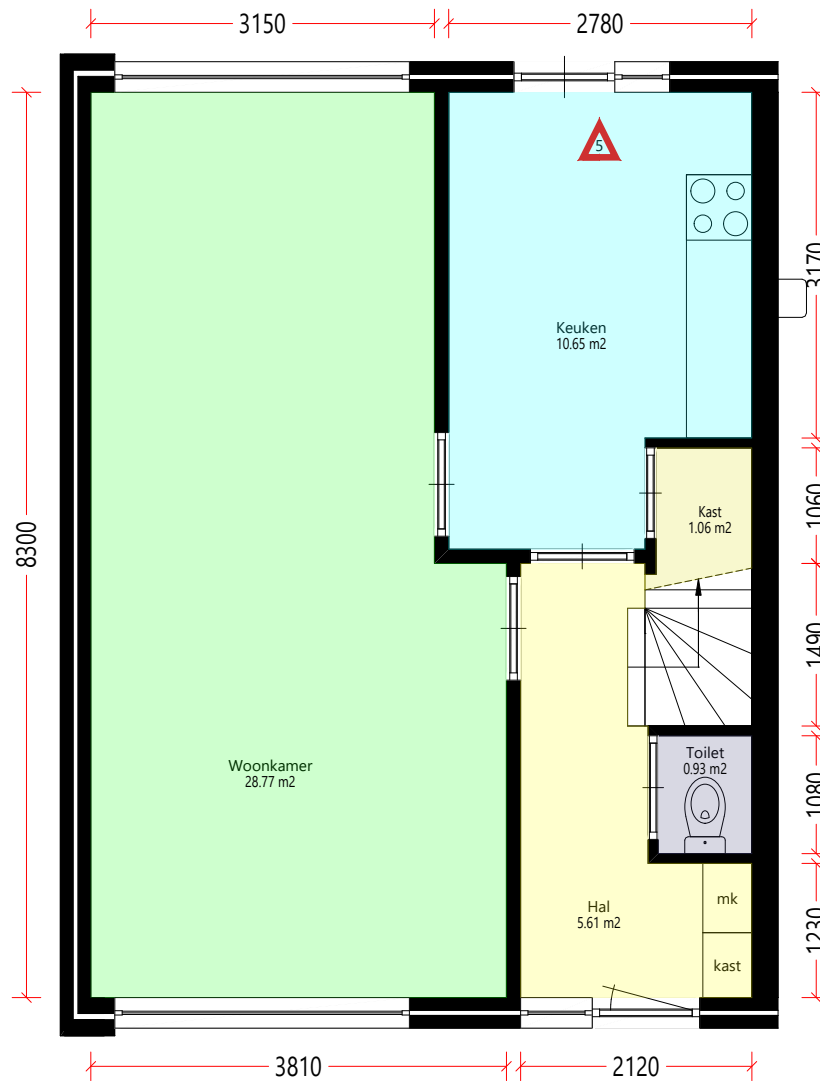 3150
2780
5
3170
Keuken
10.65 m2
8300
1060
Kast
1.06 m2
1490
Woonkamer
28.77 m2
Toilet
0.93 m2
1080
Hal
5.61 m2
mk
kast
1230
3810
2120